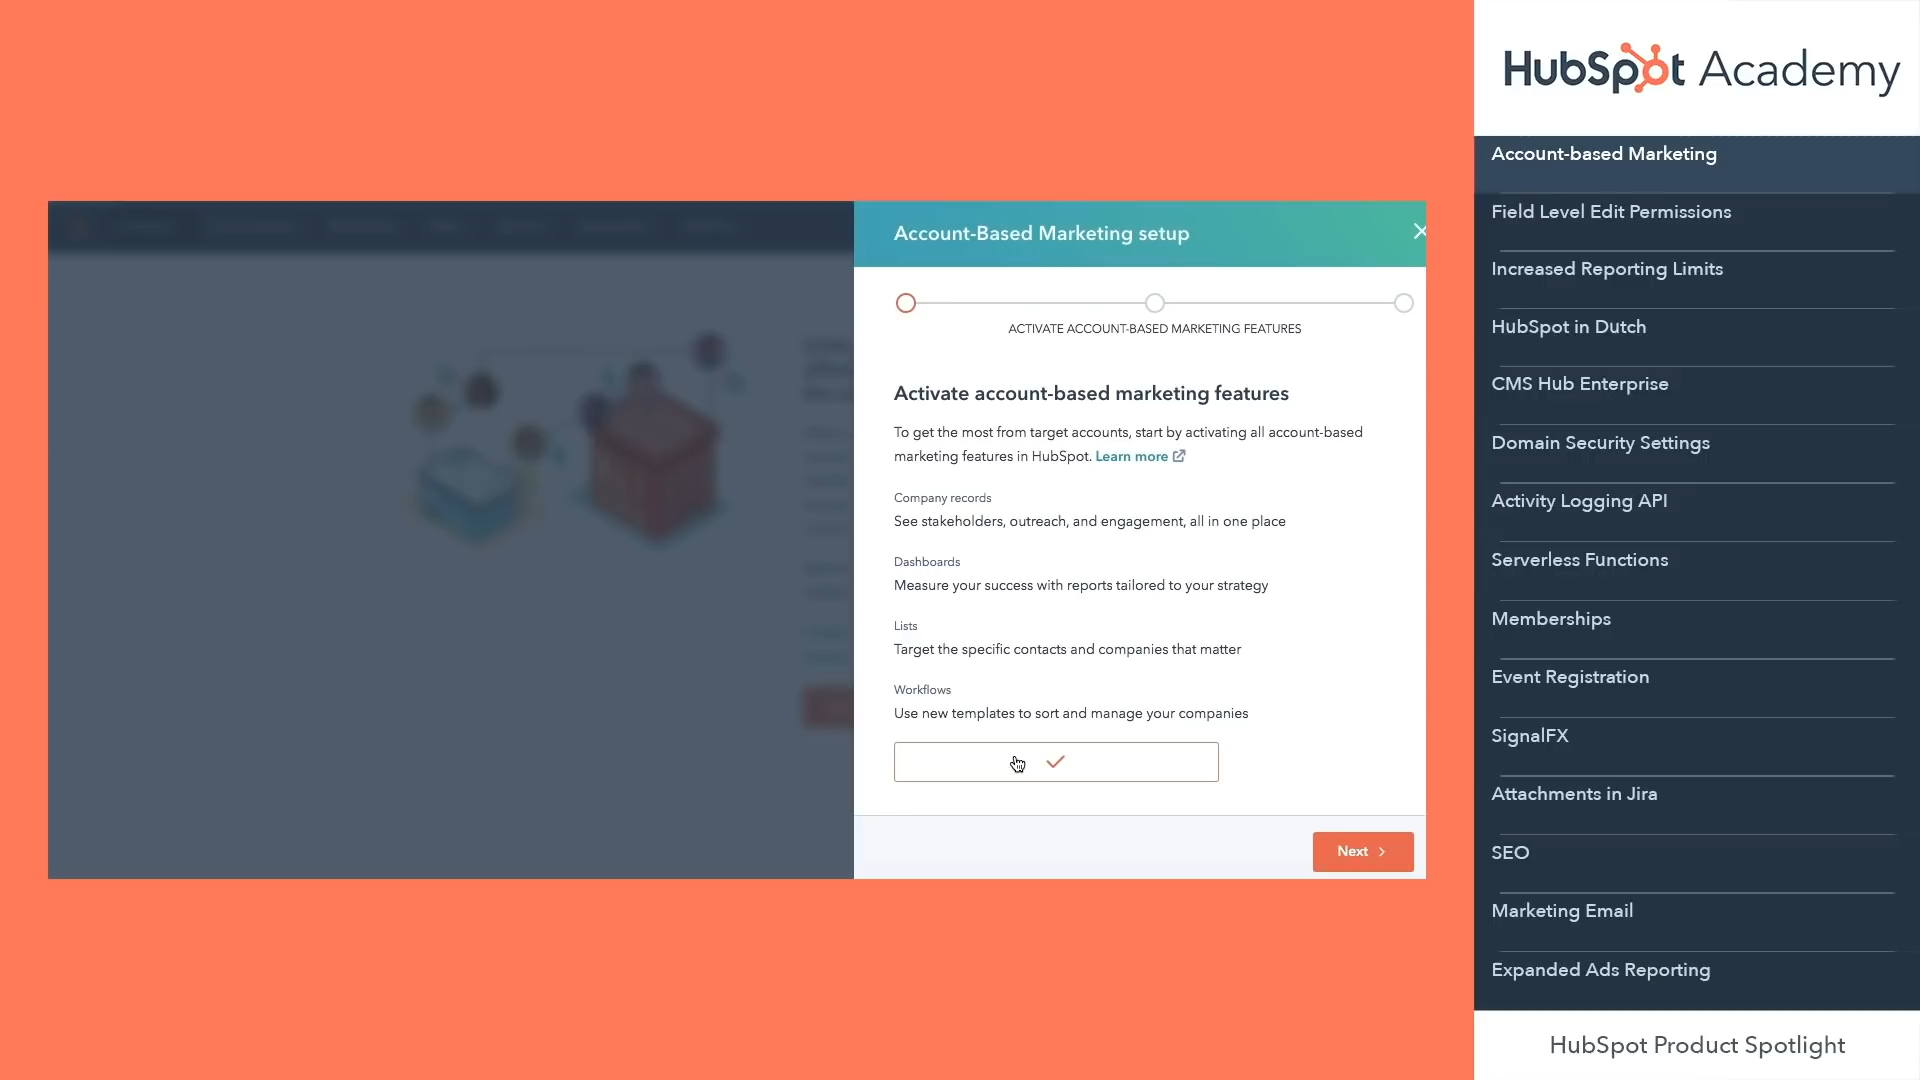 Account-Based Marketing setup
ACTIVATE ACCOUNT-BASED MARKETING FEATURES
Activate account-based marketing features
To get the most from target accounts, start by activating all account-based
marketing features in HubSpot. Learn more
Company records
See stakeholders, outreach, and engagement, all in one place
Dashboards
Measure your success with reports tailored to your strategy
Lists
Target the specific contacts and companies that matter
Workflows
Use new templates to sort and manage your companies
Next
HubSpot Academy
Account-based Marketing
Field Level Edit Permissions
Increased Reporting Limits
HubSpot in Dutch
CMS Hub Enterprise
Domain Security Settings
Activity Logging API
Serverless Functions
Memberships
Event Registration
SignalFX
Attachments in Jira
SEO
Marketing Email
Expanded Ads Reporting
HubSpot Product Spotlight